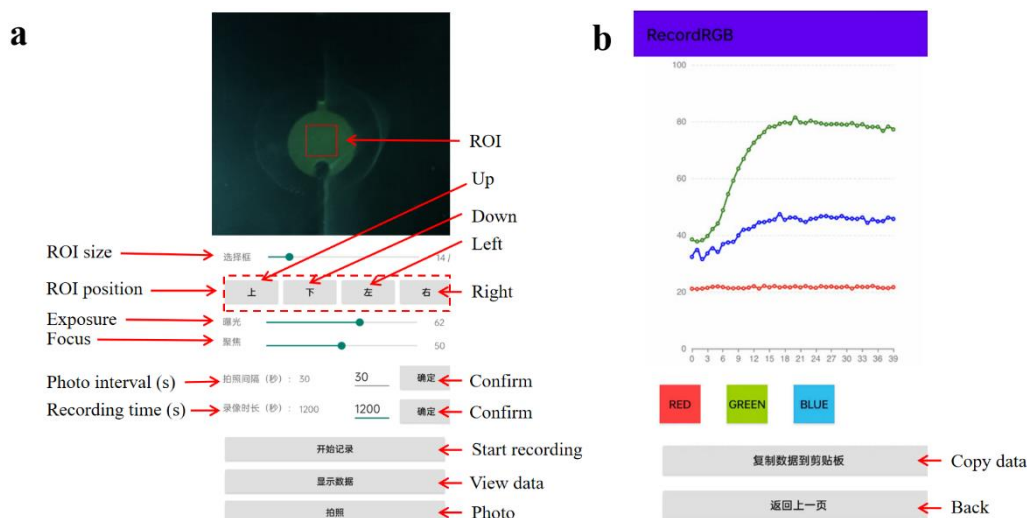 a
ROI
Up
Down
Left
ROI size
选择框
14 /
ROI position
上
下
左
右
Right
Exposure
曝光
62
Focus
聚焦
50
Photo interval (s)
拍照间隔（秒）： 30
30
确定
Confirm
Recording time (s)
录像时长（秒）： 1200
1200
确定
Confirm
开始记录
Start recording
显示数据
View data
拍照
Photo
b
RecordRGB
100
80
60
40
20
0
0 3 6 9 12 15 18 21 24 27 30 33 36 39
RED
GREEN
BLUE
复制数据到剪贴板
Copy data
返回上一页
Back